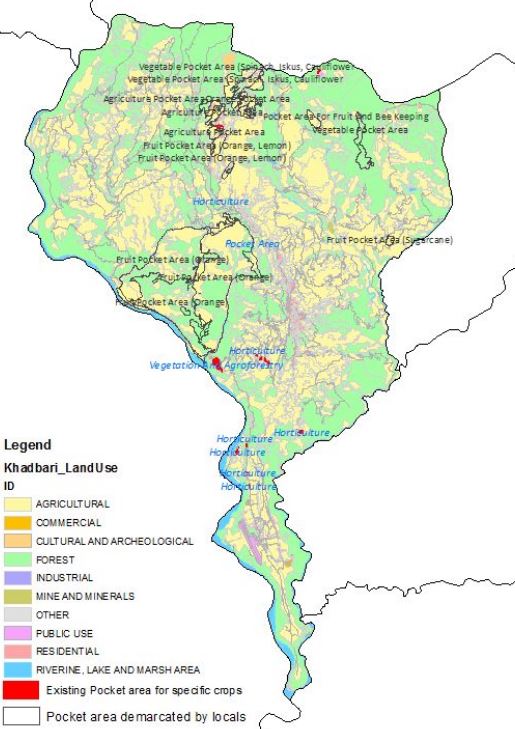 Vegetable Pocket Area (Spinach, Iskus, Cauliflower
Vegetable Pocket Area (Spinach, Iskus, Cauliflower
Agriculture Pocket Area
Orange Pocket Area
Agriculture Pocket Area
Pocket Area For Fruit And Bee Keeping
Agriculture Pocket Area
Vegetable Pocket Area
Fruit Pocket Area (Orange, Lemon)
Fruit Pocket Area (Orange, Lemon)
Horticulture
Pocket Area
Fruit Pocket Area (Sugarcane)
Fruit Pocket Area (Orange)
Fruit Pocket Area (Orange)
Fruit Pocket Area (Orange)
Horticulture
Vegetation And Agroforestry
Horticulture
Horticulture
Horticulture
Horticulture
Horticulture
Legend
Khadbari_LandUse
ID
AGRICULTURAL
COMMERCIAL
CULTURAL AND ARCHEOLOGICAL
FOREST
INDUSTRIAL
MINE AND MINERALS
OTHER
PUBLIC USE
RESIDENTIAL
RIVERINE, LAKE AND MARSH AREA
Existing Pocket area for specific crops
Pocket area demarcated by locals